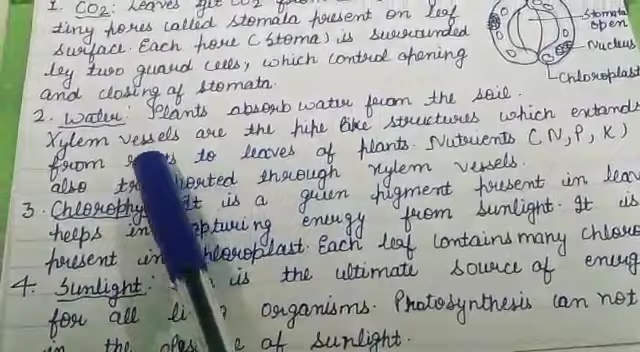 1. CO2: Leaves get CO2 from
tiny pores called stomata present on leaf
surface. Each pore (Stoma) is surrounded
by two guard cells, which control opening
and closing of stomata.
Stomata
open
Nucleus
Chloroplast
2. Water: Plants absorb water from the soil.
Xylem vessels are the pipe like structures which extends
from to leaves of plants. Nutrients (N, P, K)
also through xylem vessels.
3. It is a green pigment present in
helps in energy from sunlight. It is
present in Each leaf contains many
4. Sunlight: is the ultimate source of
for all organisms. Photosynthesis can not
in the of sunlight.